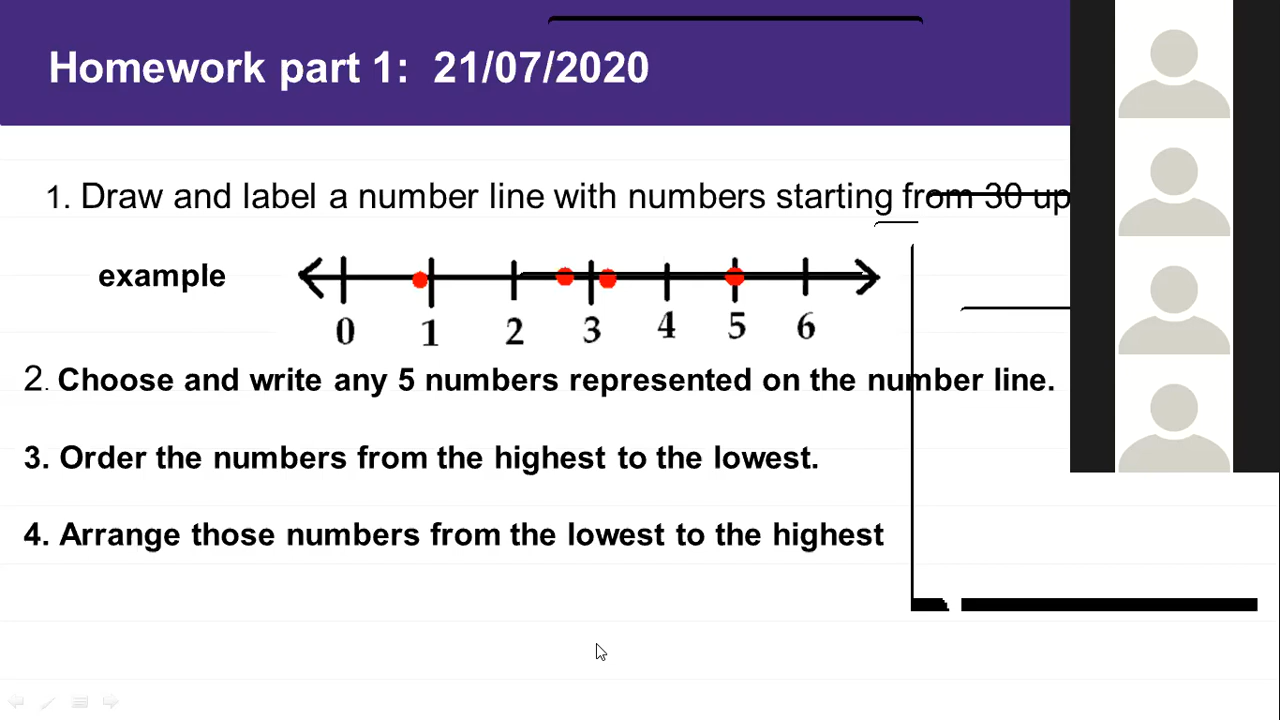 Homework part 1: 21/07/2020
1. Draw and label a number line with numbers starting from 30 up
example
0 1 2 3 4 5 6
2. Choose and write any 5 numbers represented on the number line.
3. Order the numbers from the highest to the lowest.
4. Arrange those numbers from the lowest to the highest